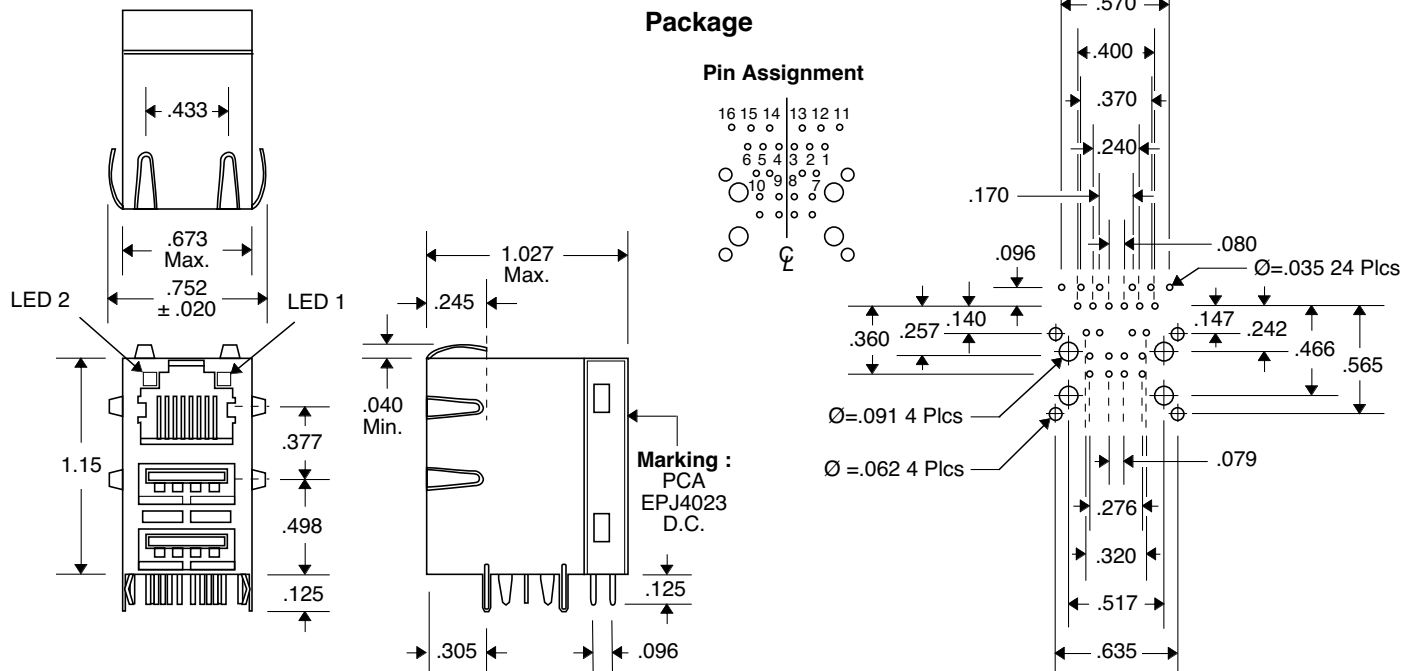 Package
.570
.400
.370
.240
.170
.080
.096
Ø=.035 24 Plcs
.360
.257
.140
.147
.242
.466
.565
Ø=.091 4 Plcs
Ø =.062 4 Plcs
.079
.276
.320
.517
.635
Pin Assignment
16 15 14 13 12 11
6 5 4 3 2 1
10 9 8 7
℄
.433
.673
Max.
.752
± .020
LED 2
LED 1
1.15
.377
.498
.125
1.027
Max.
.245
.040
Min.
Marking :
PCA
EPJ4023
D.C.
.125
.305
.096